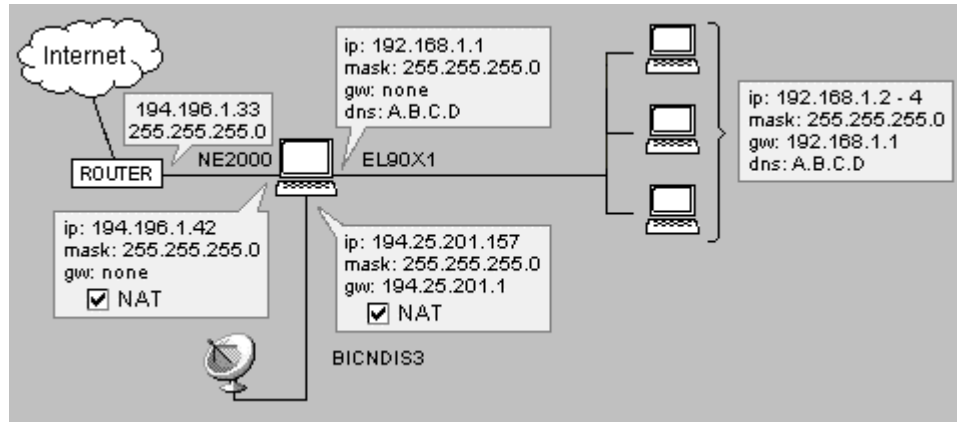 Internet
ip: 192.168.1.1
mask: 255.255.255.0
gw: none
dns: A.B.C.D
194.196.1.33
255.255.255.0
ROUTER
NE2000
EL90X1
ip: 192.168.1.2 - 4
mask: 255.255.255.0
gw: 192.168.1.1
dns: A.B.C.D
ip: 194.196.1.42
mask: 255.255.255.0
gw: none
NAT
ip: 194.25.201.157
mask: 255.255.255.0
gw: 194.25.201.1
NAT
BICNDIS3